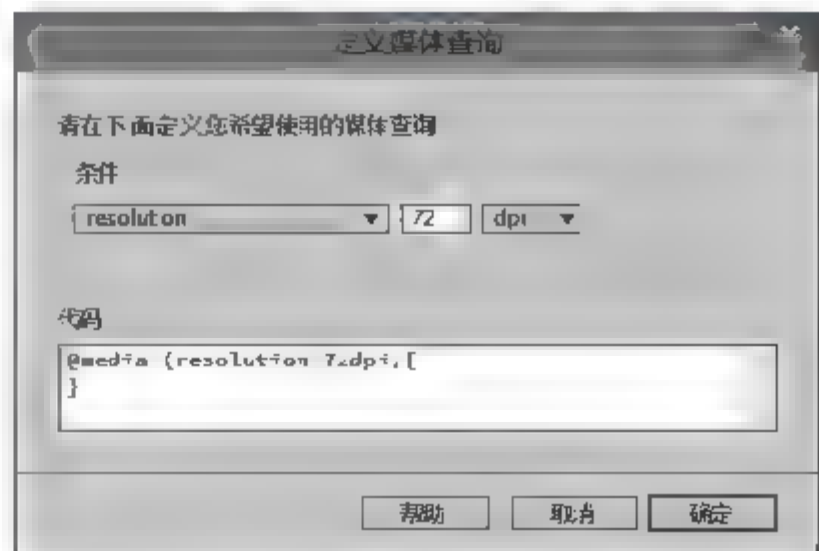 定义媒体查询
请在下面定义您希望使用的媒体查询
条件
resolution 72 dpi
代码
@media (resolution 72dpi){
}
帮助 取消 确定